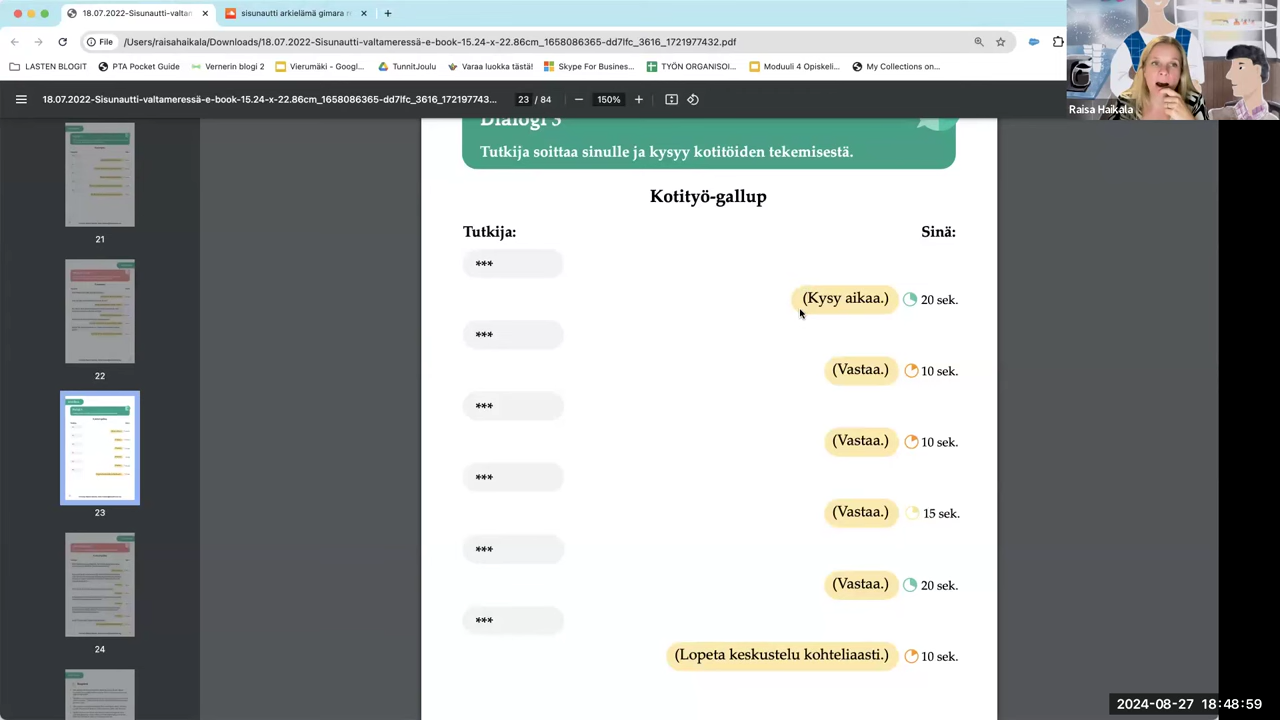 18.07.2022-Sisunautti-valtam
sisunautti arkielämä gimara r
File
/Users/raisahaikala/Downloads/18.07.2022-Sisunautti-valtameressä-e-book-15.24-x-22.86cm_1658086365-dd7lfc_3616_1721977432.pdf
LASTEN BLOGIT
PTA Pocket Guide
Vernerin blogi 2
Vierumäki - Googl...
TunnitJoulu
Varaa luokka tästä!
Skype For Busines...
TYÖN ORGANISOI...
Moduuli 4 Opiskeli...
My Collections on...
18.07.2022-Sisunautti-valtameressä-e-book-15.24-x-22.86cm_1658086365-dd7lfc_3616_1721977432...
23 / 84
150%
Raisa Haikala
21
22
23
24
Dialogi 3
Tutkija soittaa sinulle ja kysyy kotitöiden tekemisestä.
Kotityö-gallup
Tutkija:
Sinä:
***
(Kysy aikaa.) 20 sek.
***
(Vastaa.) 10 sek.
***
(Vastaa.) 10 sek.
***
(Vastaa.) 15 sek.
***
(Vastaa.) 20 sek.
***
(Lopeta keskustelu kohteliaasti.) 10 sek.
2024-08-27 18:48:59